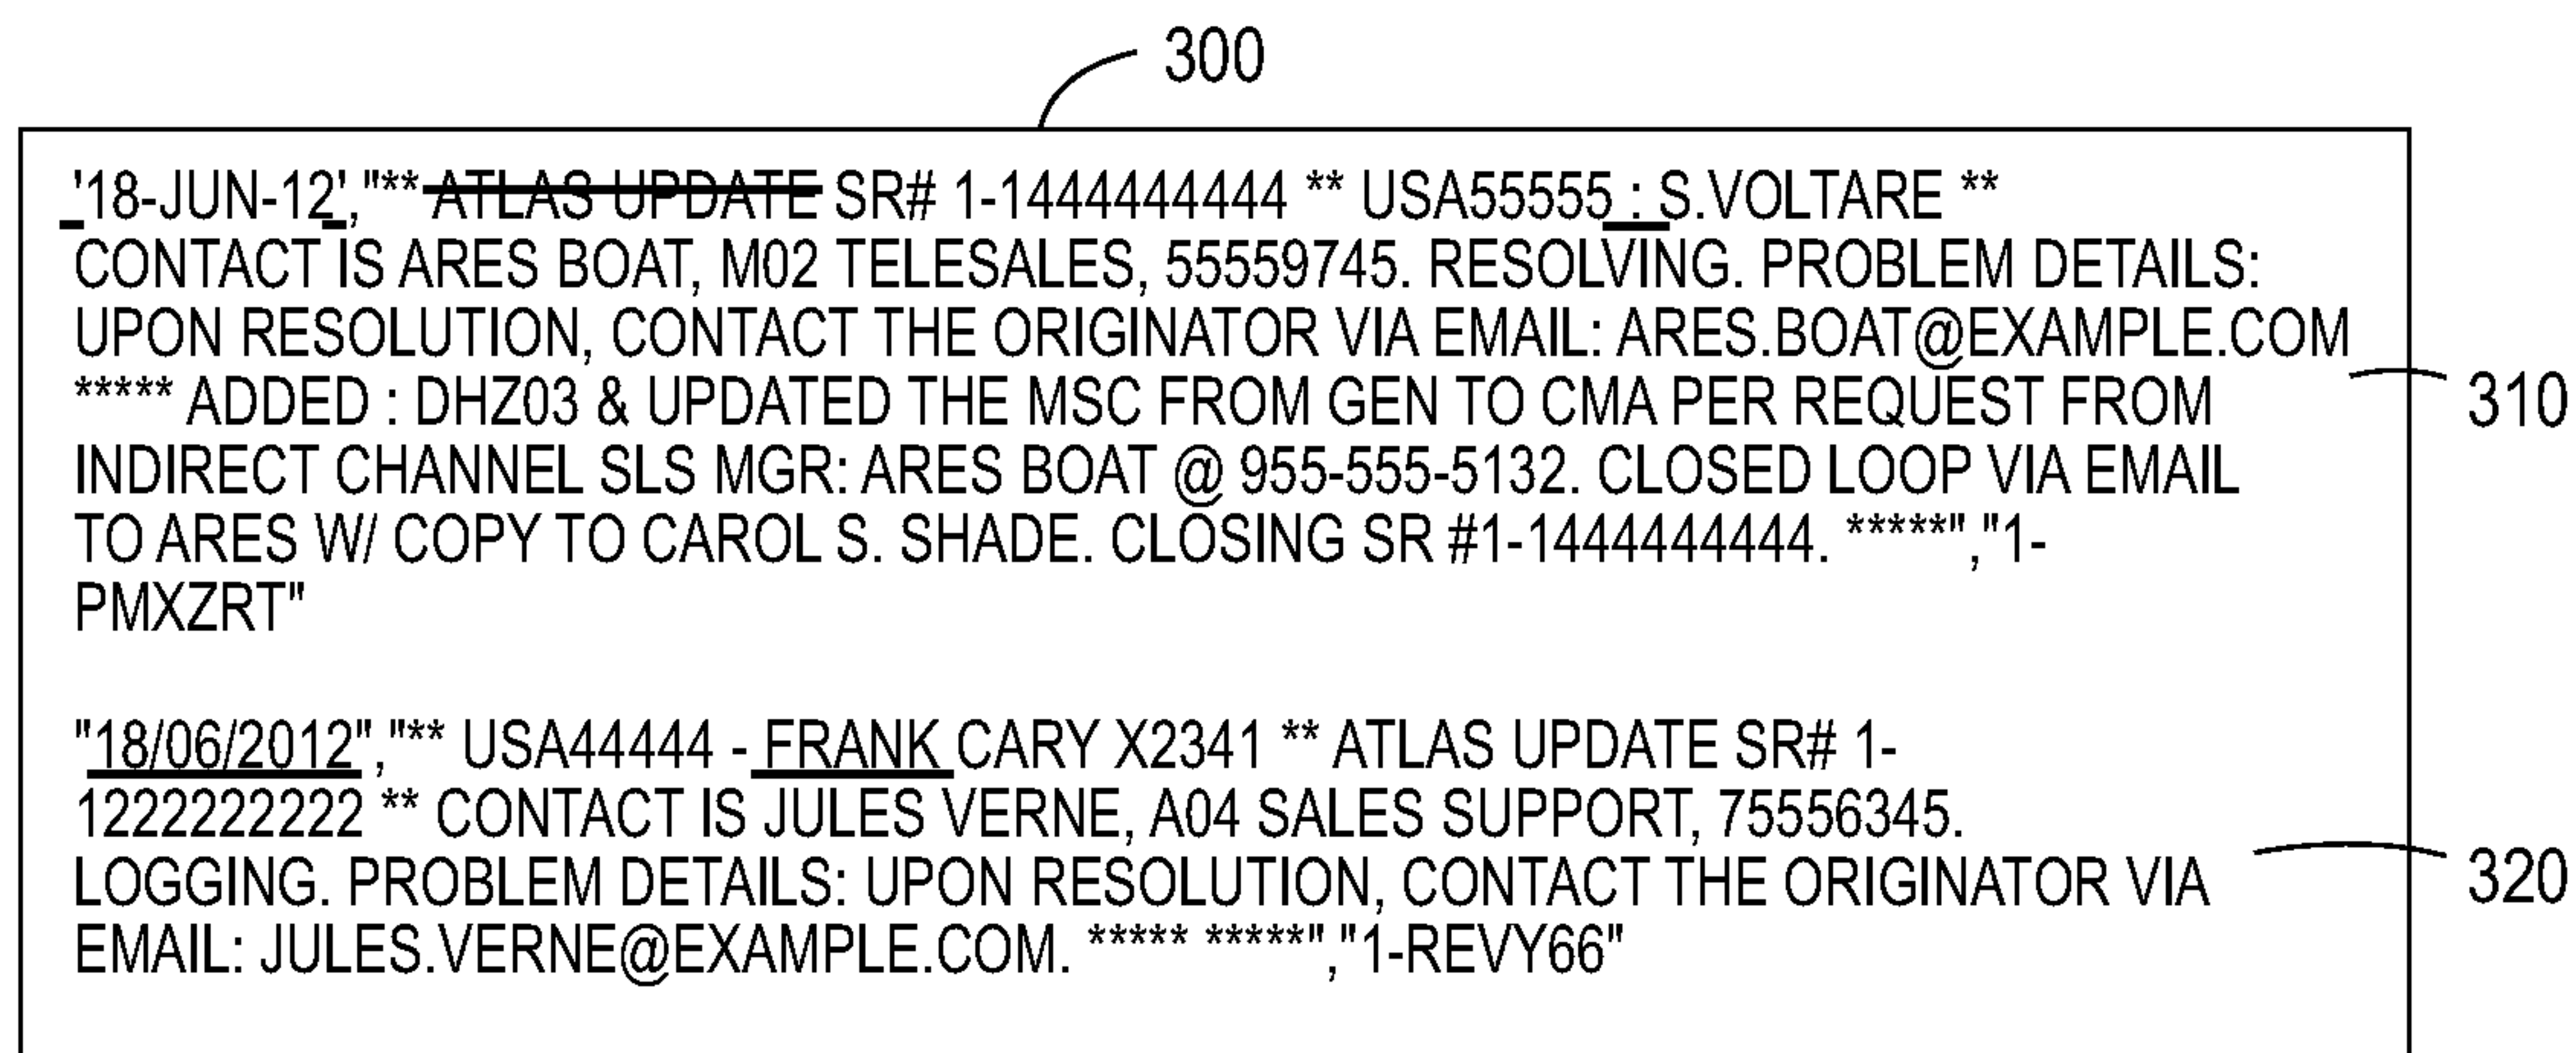 300
'18-JUN-12',"** ATLAS UPDATE SR# 1-1444444444 ** USA55555 : S.VOLTARE **
CONTACT IS ARES BOAT, M02 TELESALES, 55559745. RESOLVING. PROBLEM DETAILS:
UPON RESOLUTION, CONTACT THE ORIGINATOR VIA EMAIL: ARES.BOAT@EXAMPLE.COM
***** ADDED : DHZ03 & UPDATED THE MSC FROM GEN TO CMA PER REQUEST FROM
310
INDIRECT CHANNEL SLS MGR: ARES BOAT @ 955-555-5132. CLOSED LOOP VIA EMAIL
TO ARES W/ COPY TO CAROL S. SHADE. CLOSING SR #1-1444444444. *****","1-
PMXZRT"
"18/06/2012","** USA44444 - FRANK CARY X2341 ** ATLAS UPDATE SR# 1-
1222222222 ** CONTACT IS JULES VERNE, A04 SALES SUPPORT, 75556345.
LOGGING. PROBLEM DETAILS: UPON RESOLUTION, CONTACT THE ORIGINATOR VIA
320
EMAIL: JULES.VERNE@EXAMPLE.COM. ***** *****","1-REVY66"